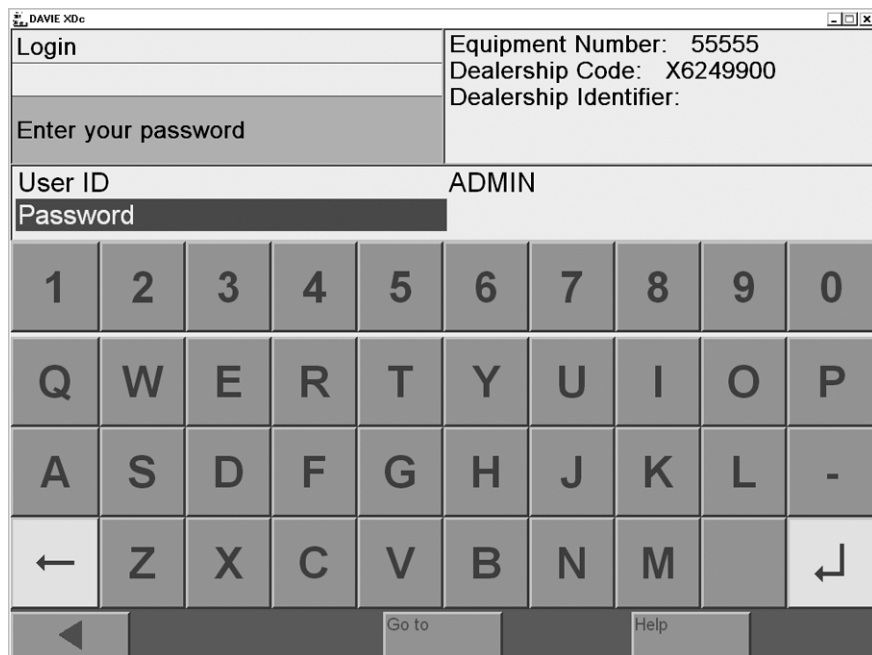 DAVIE XDc
Login
Enter your password
Equipment Number: 55555
Dealership Code: X6249900
Dealership Identifier:
User ID ADMIN
Password
1 2 3 4 5 6 7 8 9 0
Q W E R T Y U I O P
A S D F G H J K L -
← Z X C V B N M ↵
Go to Help